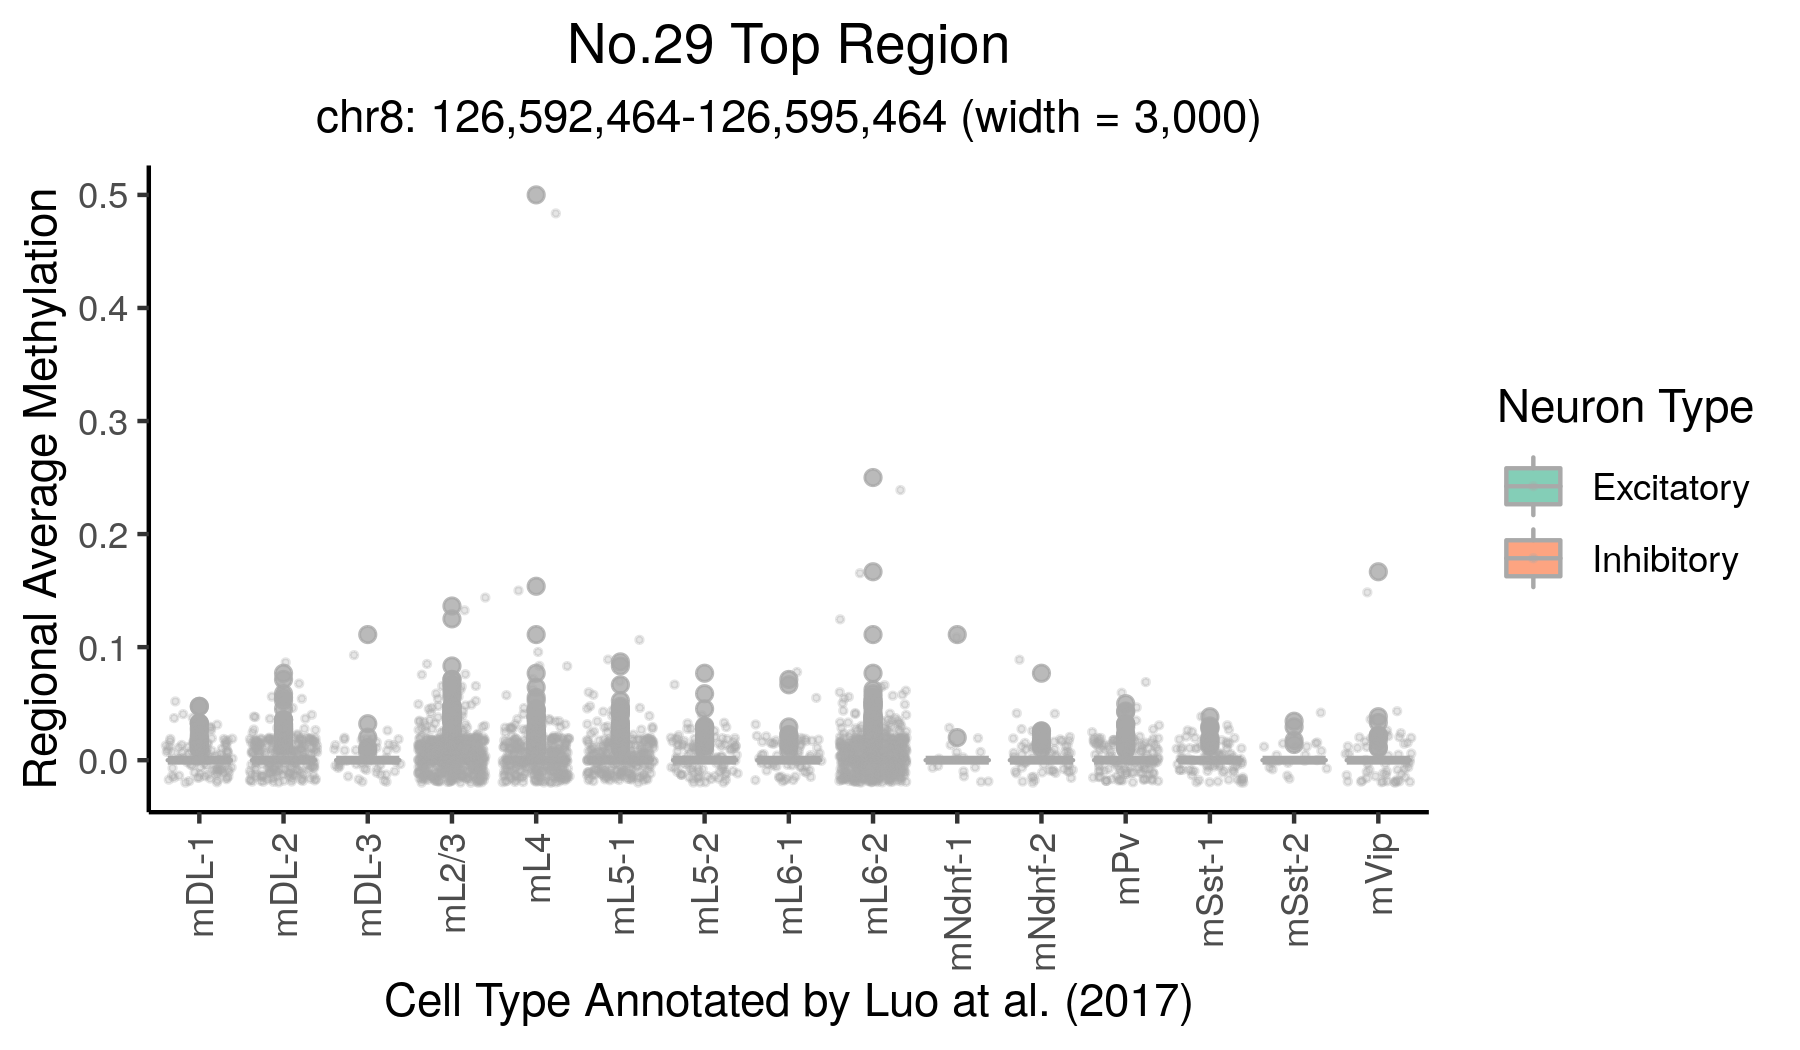 No.29 Top Region
chr8: 126,592,464-126,595,464 (width = 3,000)
Regional Average Methylation
0.5
0.4
0.3
0.2
0.1
0.0
mDL-1
mDL-2
mDL-3
mL2/3
mL4
mL5-1
mL5-2
mL6-1
mL6-2
mNdnf-1
mNdnf-2
mPv
mSst-1
mSst-2
mVip
Cell Type Annotated by Luo at al. (2017)
Neuron Type
Excitatory
Inhibitory